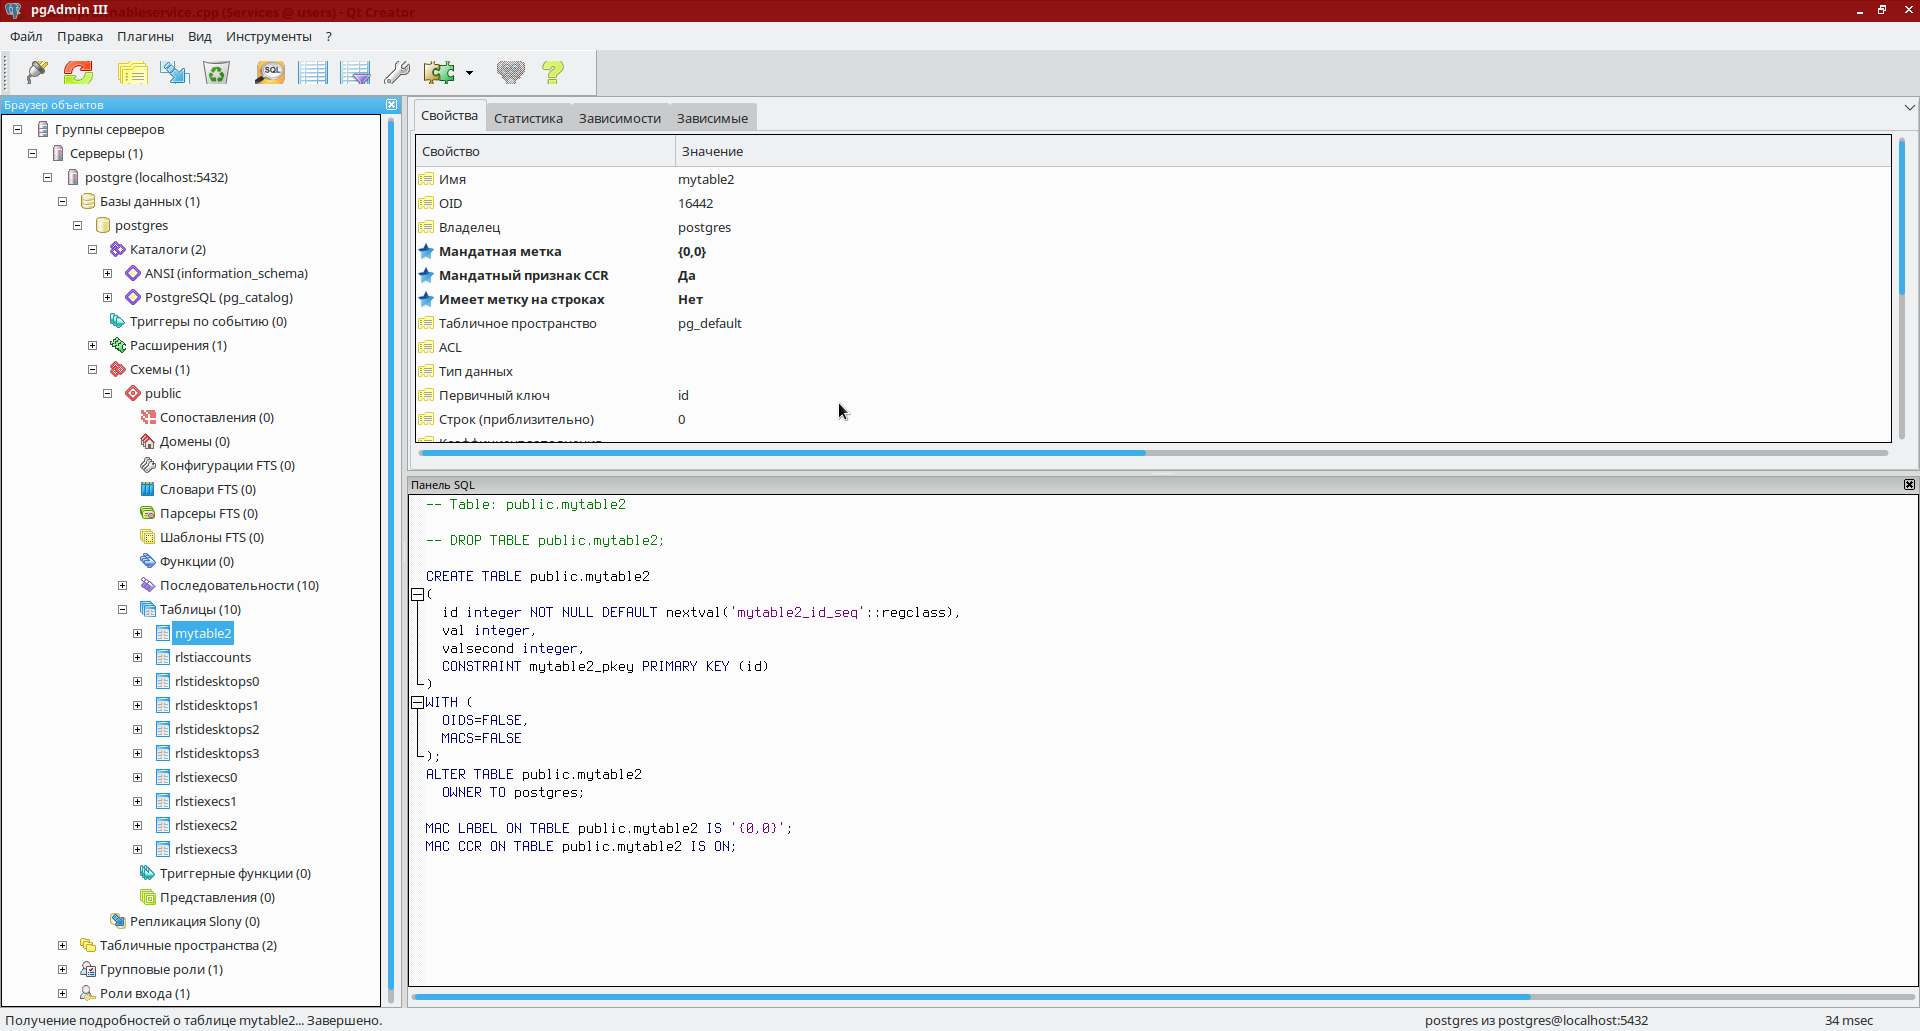 pgAdmin III
nableservice.cpp (Services @ users) - Qt Creator
Файл Правка Плагины Вид Инструменты ?
SQL
Браузер объектов
Группы серверов
Серверы (1)
postgre (localhost:5432)
Базы данных (1)
postgres
Каталоги (2)
ANSI (information_schema)
PostgreSQL (pg_catalog)
Триггеры по событию (0)
Расширения (1)
Схемы (1)
public
Сопоставления (0)
Домены (0)
Конфигурации FTS (0)
Словари FTS (0)
Парсеры FTS (0)
Шаблоны FTS (0)
Функции (0)
Последовательности (10)
Таблицы (10)
mytable2
rlstiaccounts
rlstidesktops0
rlstidesktops1
rlstidesktops2
rlstidesktops3
rlstiexecs0
rlstiexecs1
rlstiexecs2
rlstiexecs3
Триггерные функции (0)
Представления (0)
Репликация Slony (0)
Табличные пространства (2)
Групповые роли (1)
Роли входа (1)
Свойства Статистика Зависимости Зависимые
Свойство Значение
Имя mytable2
OID 16442
Владелец postgres
Мандатная метка {0,0}
Мандатный признак CCR Да
Имеет метку на строках Нет
Табличное пространство pg_default
ACL
Тип данных
Первичный ключ id
Строк (приблизительно) 0
Панель SQL
-- Table: public.mytable2
-- DROP TABLE public.mytable2;
CREATE TABLE public.mytable2
(
id integer NOT NULL DEFAULT nextval('mytable2_id_seq'::regclass),
val integer,
valsecond integer,
CONSTRAINT mytable2_pkey PRIMARY KEY (id)
)
WITH (
OIDS=FALSE,
MACS=FALSE
);
ALTER TABLE public.mytable2
OWNER TO postgres;
MAC LABEL ON TABLE public.mytable2 IS '{0,0}';
MAC CCR ON TABLE public.mytable2 IS ON;
Получение подробностей о таблице mytable2... Завершено.
postgres из postgres@localhost:5432
34 msec